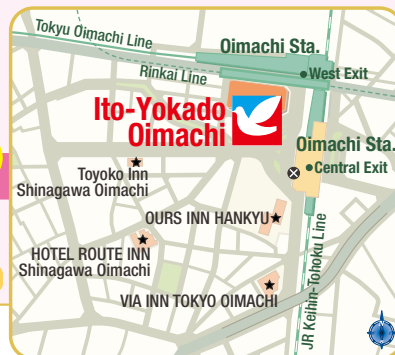 Tokyu Oimachi Line
Oimachi Sta.
Rinkai Line
West Exit
Ito-Yokado
Oimachi
Oimachi Sta.
Central Exit
Toyoko Inn
Shinagawa Oimachi
OURS INN HANKYU
HOTEL ROUTE INN
Shinagawa Oimachi
VIA INN TOKYO OIMACHI
JR Keihin-Tohoku Line